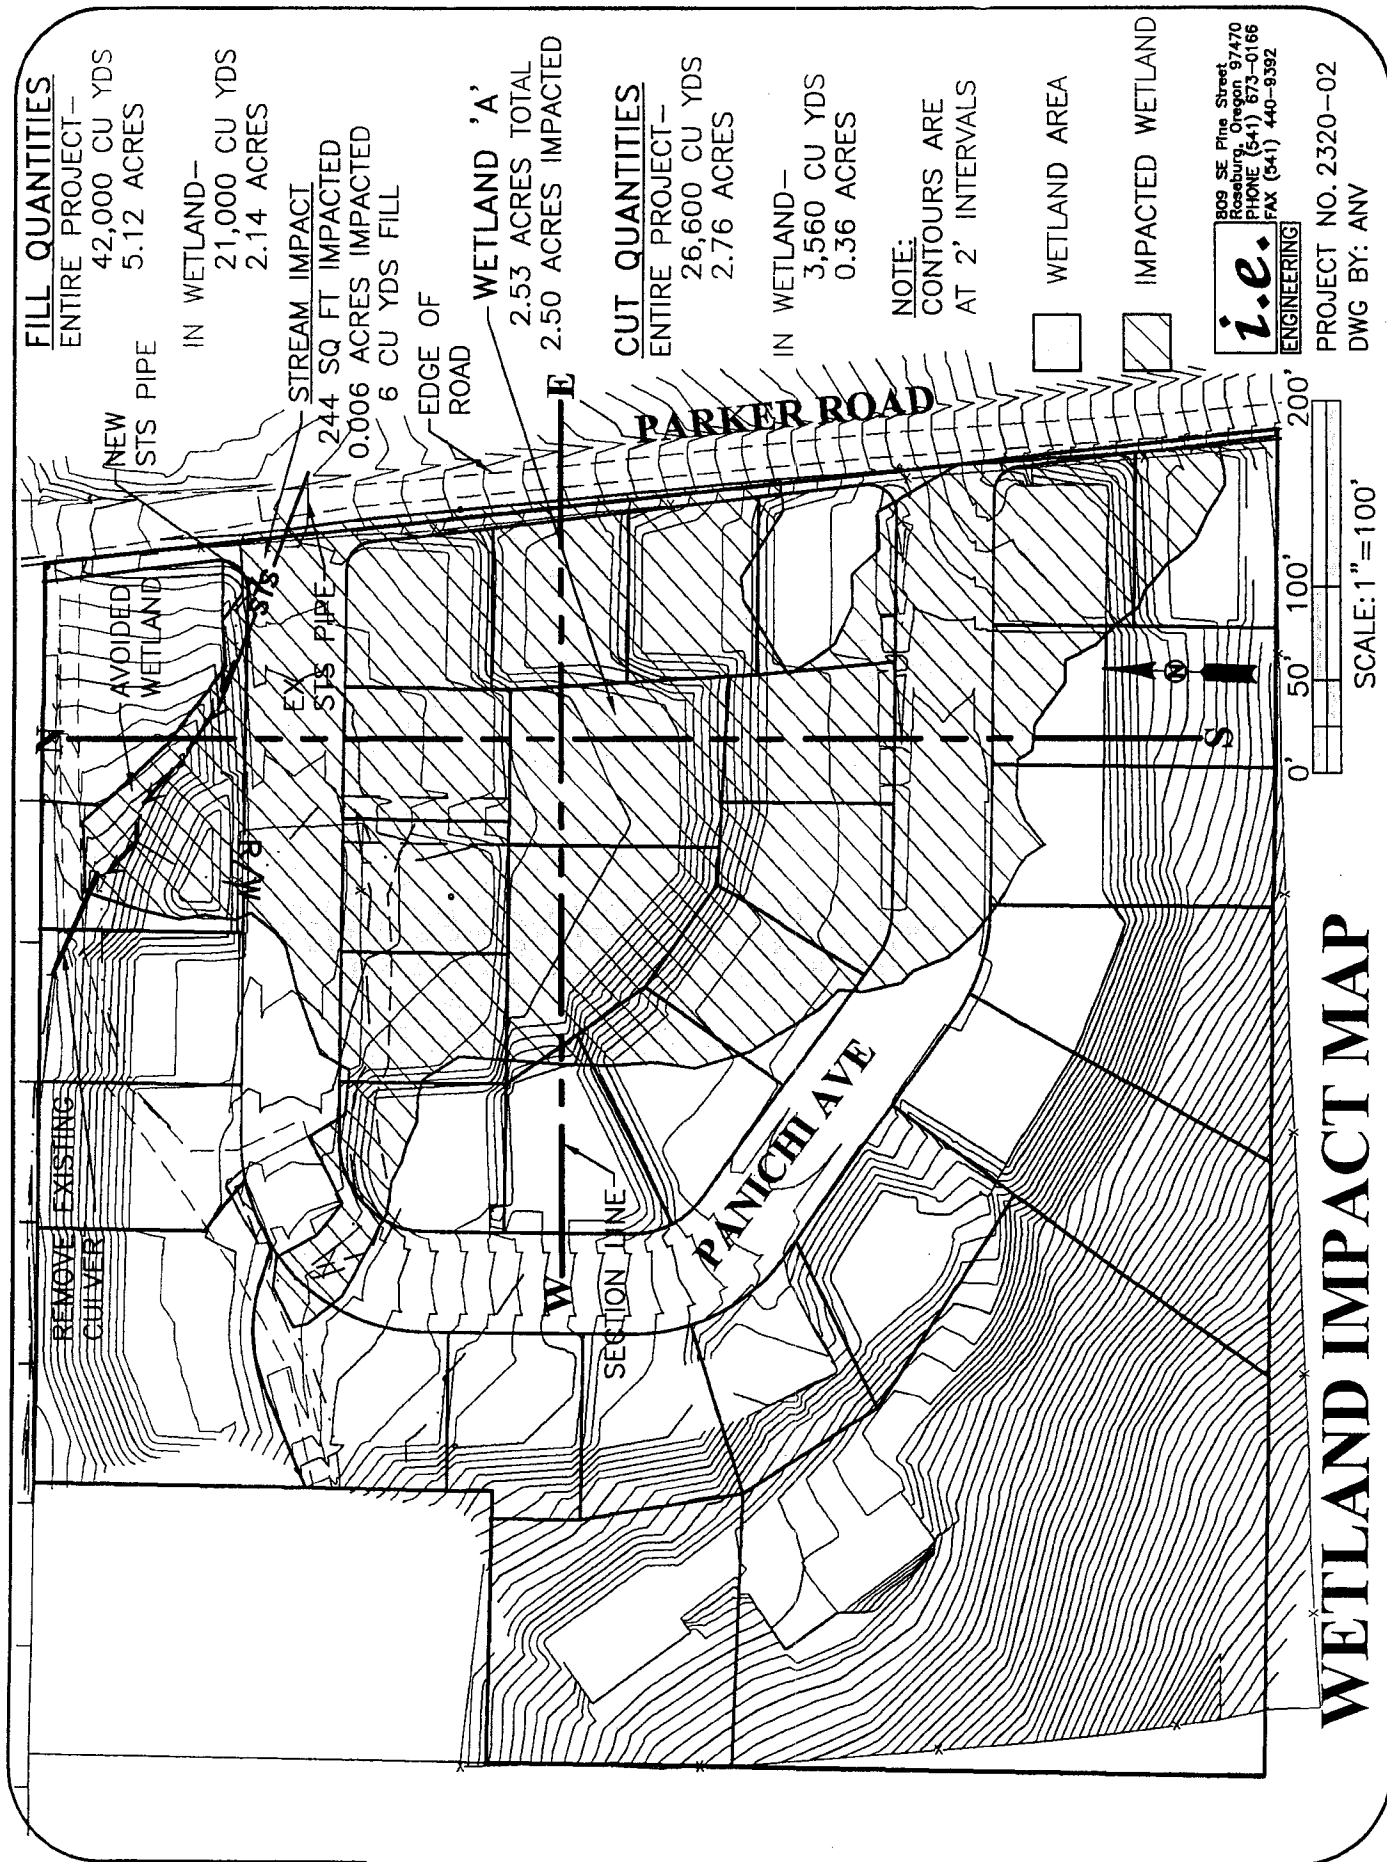 FILL QUANTITIES
ENTIRE PROJECT-
42,000 CU YDS
5.12 ACRES
IN WETLAND-
21,000 CU YDS
2.14 ACRES
STREAM IMPACT
244 SQ FT IMPACTED
0.006 ACRES IMPACTED
6 CU YDS FILL
EDGE OF
ROAD
WETLAND 'A'
2.53 ACRES TOTAL
2.50 ACRES IMPACTED
CUT QUANTITIES
ENTIRE PROJECT-
26,600 CU YDS
2.76 ACRES
IN WETLAND-
3,560 CU YDS
0.36 ACRES
NOTE:
CONTOURS ARE
AT 2' INTERVALS
WETLAND AREA
IMPACTED WETLAND
i.e.
ENGINEERING
809 SE Pine Street
Roseburg, Oregon 97470
PHONE (541) 673-0166
FAX (541) 440-9392
PROJECT NO. 2320-02
DWG BY: ANV
NEW
STS PIPE
AVOIDED
WETLAND
STS
EX
STS PIPE
R/W
REMOVE EXISTING
CULVERT
SECTION LINE
N
E
S
W
N
PARKER ROAD
PANICHI AVE
0' 50' 100' 200'
SCALE:1"=100'
WETLAND IMPACT MAP